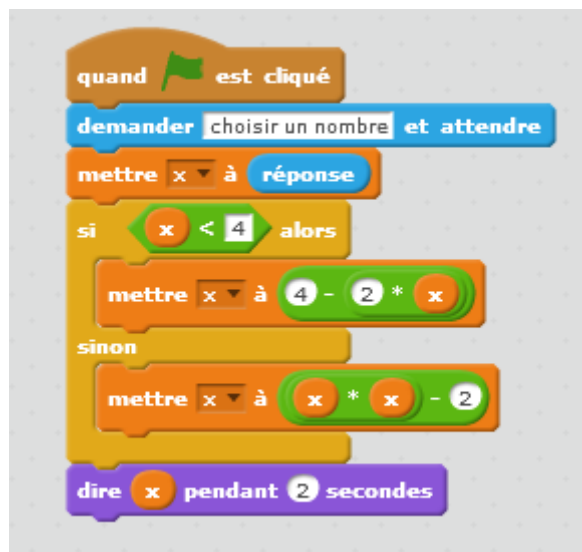 quand est cliqué
demander choisir un nombre et attendre
mettre x à réponse
si x < 4 alors
mettre x à 4 - 2 * x
sinon
mettre x à x * x - 2
dire x pendant 2 secondes